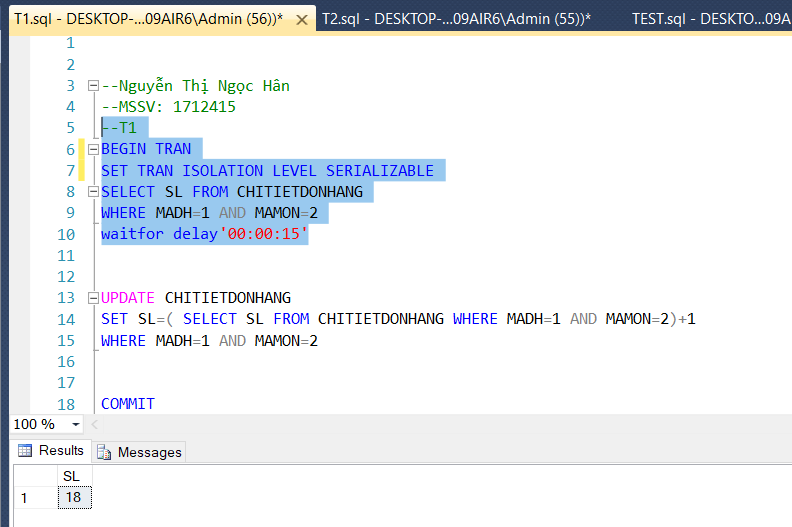 T1.sql - DESKTOP-...09AIR6\Admin (56))* T2.sql - DESKTOP-...09AIR6\Admin (55))* TEST.sql - DESKTO...09A
1
2
3 --Nguyễn Thị Ngọc Hân
4 --MSSV: 1712415
5 --T1
6 BEGIN TRAN
7 SET TRAN ISOLATION LEVEL SERIALIZABLE
8 SELECT SL FROM CHITIETDONHANG
9 WHERE MADH=1 AND MAMON=2
10 waitfor delay'00:00:15'
11
12
13 UPDATE CHITIETDONHANG
14 SET SL=( SELECT SL FROM CHITIETDONHANG WHERE MADH=1 AND MAMON=2)+1
15 WHERE MADH=1 AND MAMON=2
16
17
18 COMMIT
100 %
Results Messages
SL
1 18